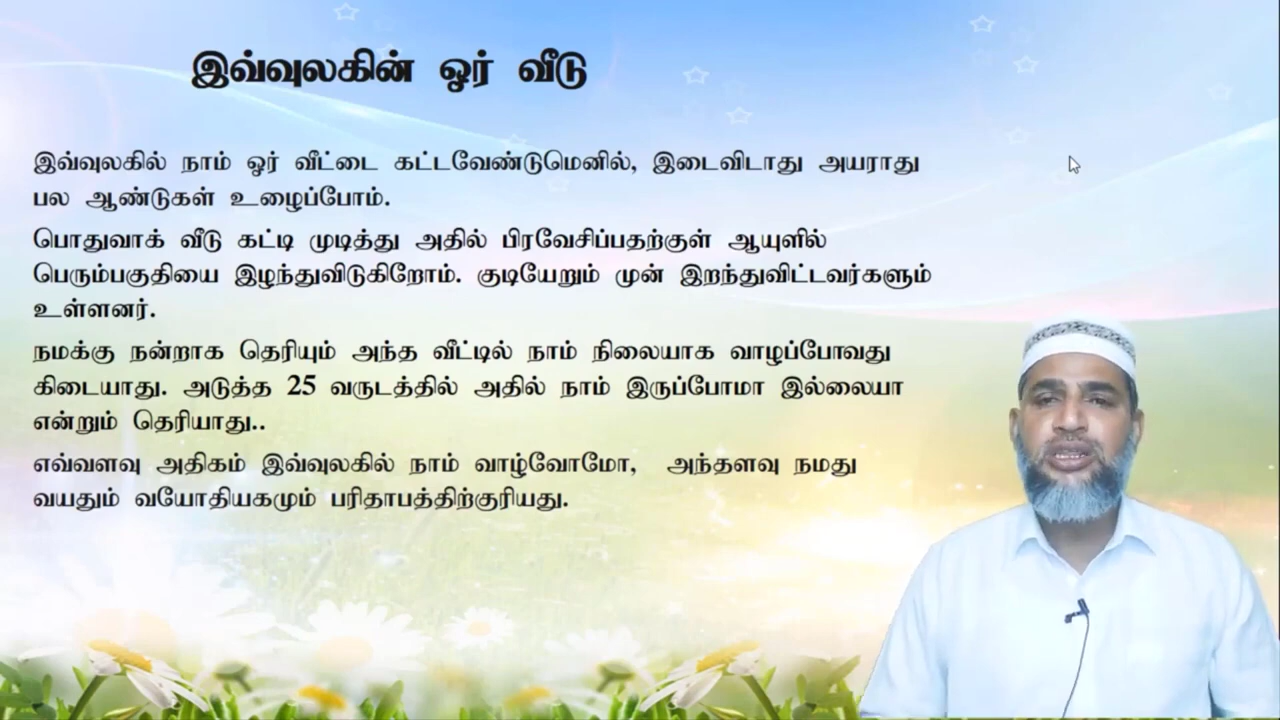 இவ்வுலகின் ஓர் வீடு
இவ்வுலகில் நாம் ஓர் வீட்டை கட்டவேண்டுமெனில், இடைவிடாது அயராது
பல ஆண்டுகள் உழைப்போம்.
பொதுவாக் வீடு கட்டி முடித்து அதில் பிரவேசிப்பதற்குள் ஆயுளில்
பெரும்பகுதியை இழந்துவிடுகிறோம். குடியேறும் முன் இறந்துவிட்டவர்களும்
உள்ளனர்.
நமக்கு நன்றாக தெரியும் அந்த வீட்டில் நாம் நிலையாக வாழப்போவது
கிடையாது. அடுத்த 25 வருடத்தில் அதில் நாம் இருப்போமா இல்லையா
என்றும் தெரியாது..
எவ்வளவு அதிகம் இவ்வுலகில் நாம் வாழ்வோமோ, அந்தளவு நமது
வயதும் வயோதியகமும் பரிதாபத்திற்குரியது.